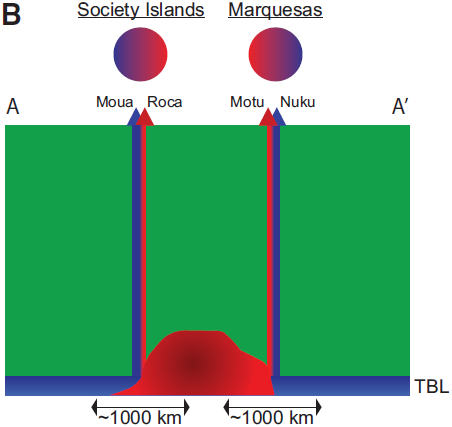 B
Society Islands Marquesas
Moua Roca Motu Nuku
A A′
TBL
~1000 km ~1000 km